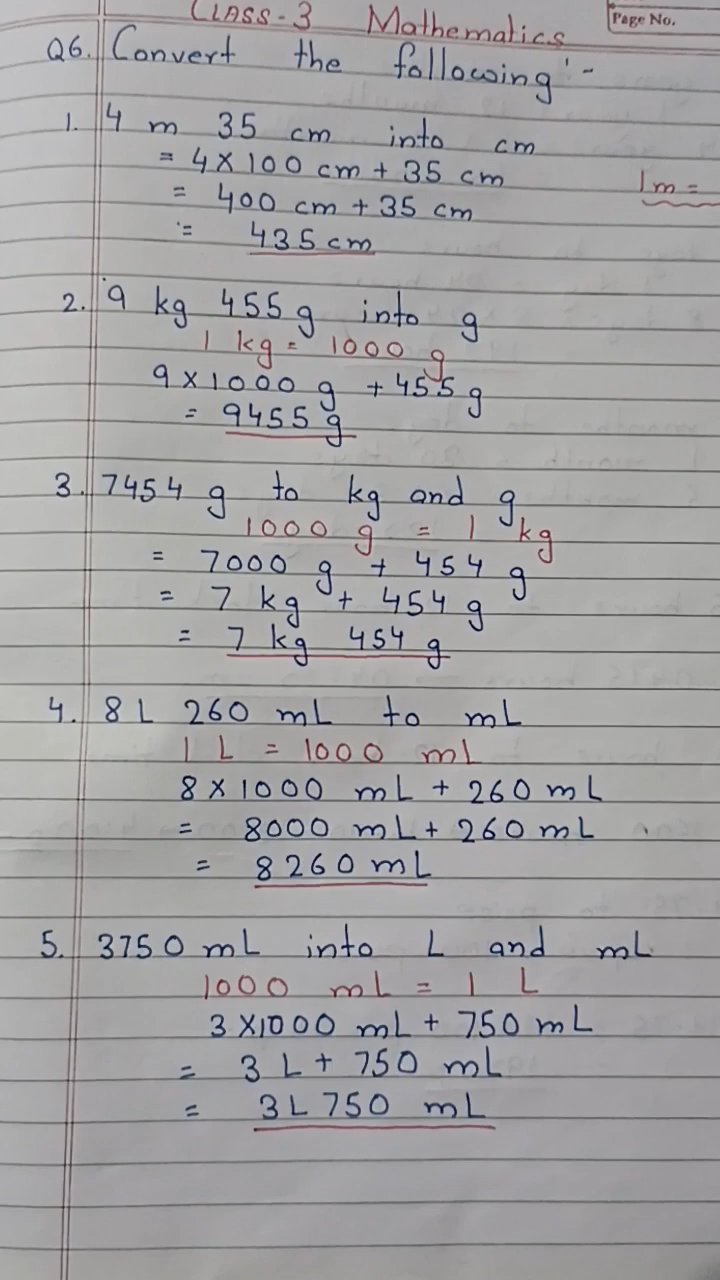 CLASS-3 Mathematics
Page No.
Q6. Convert the following :-
1. 4 m 35 cm into cm
= 4×100 cm + 35 cm
1m =
= 400 cm + 35 cm
= 435 cm
2. 9 kg 455 g into g
1 kg = 1000 g
9 × 1000 g + 455 g
= 9455 g
3. 7454 g to kg and g
1000 g = 1 kg
= 7000 g + 454 g
= 7 kg + 454 g
= 7 kg 454 g
4. 8 L 260 mL to mL
1 L = 1000 mL
8 × 1000 mL + 260 mL
= 8000 mL + 260 mL
= 8260 mL
5. 3750 mL into L and mL
1000 mL = 1 L
3 ×1000 mL + 750 mL
= 3 L + 750 mL
= 3L 750 mL